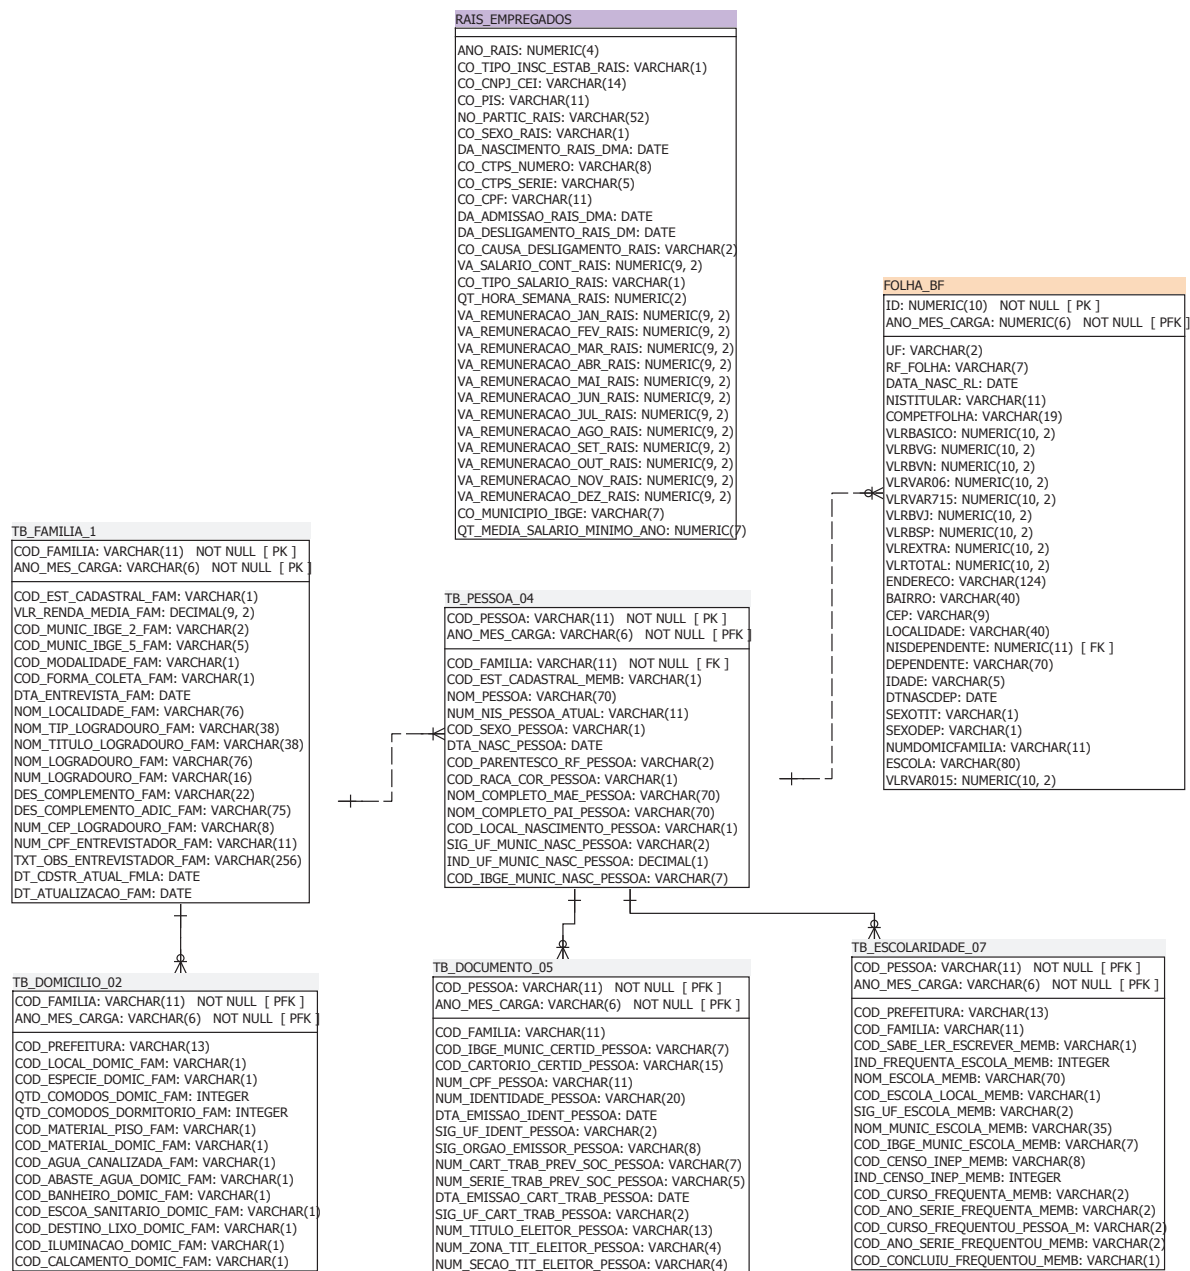 RAIS_EMPREGADOS
ANO_RAIS: NUMERIC(4)
CO_TIPO_INSC_ESTAB_RAIS: VARCHAR(1)
CO_CNPJ_CEI: VARCHAR(14)
CO_PIS: VARCHAR(11)
NO_PARTIC_RAIS: VARCHAR(52)
CO_SEXO_RAIS: VARCHAR(1)
DA_NASCIMENTO_RAIS_DMA: DATE
CO_CTPS_NUMERO: VARCHAR(8)
CO_CTPS_SERIE: VARCHAR(5)
CO_CPF: VARCHAR(11)
DA_ADMISSAO_RAIS_DMA: DATE
DA_DESLIGAMENTO_RAIS_DM: DATE
CO_CAUSA_DESLIGAMENTO_RAIS: VARCHAR(2)
VA_SALARIO_CONT_RAIS: NUMERIC(9, 2)
CO_TIPO_SALARIO_RAIS: VARCHAR(1)
QT_HORA_SEMANA_RAIS: NUMERIC(2)
VA_REMUNERACAO_JAN_RAIS: NUMERIC(9, 2)
VA_REMUNERACAO_FEV_RAIS: NUMERIC(9, 2)
VA_REMUNERACAO_MAR_RAIS: NUMERIC(9, 2)
VA_REMUNERACAO_ABR_RAIS: NUMERIC(9, 2)
VA_REMUNERACAO_MAI_RAIS: NUMERIC(9, 2)
VA_REMUNERACAO_JUN_RAIS: NUMERIC(9, 2)
VA_REMUNERACAO_JUL_RAIS: NUMERIC(9, 2)
VA_REMUNERACAO_AGO_RAIS: NUMERIC(9, 2)
VA_REMUNERACAO_SET_RAIS: NUMERIC(9, 2)
VA_REMUNERACAO_OUT_RAIS: NUMERIC(9, 2)
VA_REMUNERACAO_NOV_RAIS: NUMERIC(9, 2)
VA_REMUNERACAO_DEZ_RAIS: NUMERIC(9, 2)
CO_MUNICIPIO_IBGE: VARCHAR(7)
QT_MEDIA_SALARIO_MINIMO_ANO: NUMERIC(7)
FOLHA_BF
ID: NUMERIC(10) NOT NULL [ PK ]
ANO_MES_CARGA: NUMERIC(6) NOT NULL [ PFK ]
UF: VARCHAR(2)
RF_FOLHA: VARCHAR(7)
DATA_NASC_RL: DATE
NISTITULAR: VARCHAR(11)
COMPETFOLHA: VARCHAR(19)
VLRBASICO: NUMERIC(10, 2)
VLRBVG: NUMERIC(10, 2)
VLRBVN: NUMERIC(10, 2)
VLRVAR06: NUMERIC(10, 2)
VLRVAR715: NUMERIC(10, 2)
VLRBVJ: NUMERIC(10, 2)
VLRBSP: NUMERIC(10, 2)
VLREXTRA: NUMERIC(10, 2)
VLRTOTAL: NUMERIC(10, 2)
ENDERECO: VARCHAR(124)
BAIRRO: VARCHAR(40)
CEP: VARCHAR(9)
LOCALIDADE: VARCHAR(40)
NISDEPENDENTE: NUMERIC(11) [ FK ]
DEPENDENTE: VARCHAR(70)
IDADE: VARCHAR(5)
DTNASCDEP: DATE
SEXOTIT: VARCHAR(1)
SEXODEP: VARCHAR(1)
NUMDOMICFAMILIA: VARCHAR(11)
ESCOLA: VARCHAR(80)
VLRVAR015: NUMERIC(10, 2)
TB_FAMILIA_1
COD_FAMILIA: VARCHAR(11) NOT NULL [ PK ]
ANO_MES_CARGA: VARCHAR(6) NOT NULL [ PK ]
COD_EST_CADASTRAL_FAM: VARCHAR(1)
VLR_RENDA_MEDIA_FAM: DECIMAL(9, 2)
COD_MUNIC_IBGE_2_FAM: VARCHAR(2)
COD_MUNIC_IBGE_5_FAM: VARCHAR(5)
COD_MODALIDADE_FAM: VARCHAR(1)
COD_FORMA_COLETA_FAM: VARCHAR(1)
DTA_ENTREVISTA_FAM: DATE
NOM_LOCALIDADE_FAM: VARCHAR(76)
NOM_TIP_LOGRADOURO_FAM: VARCHAR(38)
NOM_TITULO_LOGRADOURO_FAM: VARCHAR(38)
NOM_LOGRADOURO_FAM: VARCHAR(76)
NUM_LOGRADOURO_FAM: VARCHAR(16)
DES_COMPLEMENTO_FAM: VARCHAR(22)
DES_COMPLEMENTO_ADIC_FAM: VARCHAR(75)
NUM_CEP_LOGRADOURO_FAM: VARCHAR(8)
NUM_CPF_ENTREVISTADOR_FAM: VARCHAR(11)
TXT_OBS_ENTREVISTADOR_FAM: VARCHAR(256)
DT_CDSTR_ATUAL_FMLA: DATE
DT_ATUALIZACAO_FAM: DATE
TB_PESSOA_04
COD_PESSOA: VARCHAR(11) NOT NULL [ PK ]
ANO_MES_CARGA: VARCHAR(6) NOT NULL [ PFK ]
COD_FAMILIA: VARCHAR(11) NOT NULL [ FK ]
COD_EST_CADASTRAL_MEMB: VARCHAR(1)
NOM_PESSOA: VARCHAR(70)
NUM_NIS_PESSOA_ATUAL: VARCHAR(11)
COD_SEXO_PESSOA: VARCHAR(1)
DTA_NASC_PESSOA: DATE
COD_PARENTESCO_RF_PESSOA: VARCHAR(2)
COD_RACA_COR_PESSOA: VARCHAR(1)
NOM_COMPLETO_MAE_PESSOA: VARCHAR(70)
NOM_COMPLETO_PAI_PESSOA: VARCHAR(70)
COD_LOCAL_NASCIMENTO_PESSOA: VARCHAR(1)
SIG_UF_MUNIC_NASC_PESSOA: VARCHAR(2)
IND_UF_MUNIC_NASC_PESSOA: DECIMAL(1)
COD_IBGE_MUNIC_NASC_PESSOA: VARCHAR(7)
TB_DOMICILIO_02
COD_FAMILIA: VARCHAR(11) NOT NULL [ PFK ]
ANO_MES_CARGA: VARCHAR(6) NOT NULL [ PFK ]
COD_PREFEITURA: VARCHAR(13)
COD_LOCAL_DOMIC_FAM: VARCHAR(1)
COD_ESPECIE_DOMIC_FAM: VARCHAR(1)
QTD_COMODOS_DOMIC_FAM: INTEGER
QTD_COMODOS_DORMITORIO_FAM: INTEGER
COD_MATERIAL_PISO_FAM: VARCHAR(1)
COD_MATERIAL_DOMIC_FAM: VARCHAR(1)
COD_AGUA_CANALIZADA_FAM: VARCHAR(1)
COD_ABASTE_AGUA_DOMIC_FAM: VARCHAR(1)
COD_BANHEIRO_DOMIC_FAM: VARCHAR(1)
COD_ESCOA_SANITARIO_DOMIC_FAM: VARCHAR(1)
COD_DESTINO_LIXO_DOMIC_FAM: VARCHAR(1)
COD_ILUMINACAO_DOMIC_FAM: VARCHAR(1)
COD_CALCAMENTO_DOMIC_FAM: VARCHAR(1)
TB_DOCUMENTO_05
COD_PESSOA: VARCHAR(11) NOT NULL [ PFK ]
ANO_MES_CARGA: VARCHAR(6) NOT NULL [ PFK ]
COD_FAMILIA: VARCHAR(11)
COD_IBGE_MUNIC_CERTID_PESSOA: VARCHAR(7)
COD_CARTORIO_CERTID_PESSOA: VARCHAR(15)
NUM_CPF_PESSOA: VARCHAR(11)
NUM_IDENTIDADE_PESSOA: VARCHAR(20)
DTA_EMISSAO_IDENT_PESSOA: DATE
SIG_UF_IDENT_PESSOA: VARCHAR(2)
SIG_ORGAO_EMISSOR_PESSOA: VARCHAR(8)
NUM_CART_TRAB_PREV_SOC_PESSOA: VARCHAR(7)
NUM_SERIE_TRAB_PREV_SOC_PESSOA: VARCHAR(5)
DTA_EMISSAO_CART_TRAB_PESSOA: DATE
SIG_UF_CART_TRAB_PESSOA: VARCHAR(2)
NUM_TITULO_ELEITOR_PESSOA: VARCHAR(13)
NUM_ZONA_TIT_ELEITOR_PESSOA: VARCHAR(4)
NUM_SECAO_TIT_ELEITOR_PESSOA: VARCHAR(4)
TB_ESCOLARIDADE_07
COD_PESSOA: VARCHAR(11) NOT NULL [ PFK ]
ANO_MES_CARGA: VARCHAR(6) NOT NULL [ PFK ]
COD_PREFEITURA: VARCHAR(13)
COD_FAMILIA: VARCHAR(11)
COD_SABE_LER_ESCREVER_MEMB: VARCHAR(1)
IND_FREQUENTA_ESCOLA_MEMB: INTEGER
NOM_ESCOLA_MEMB: VARCHAR(70)
COD_ESCOLA_LOCAL_MEMB: VARCHAR(1)
SIG_UF_ESCOLA_MEMB: VARCHAR(2)
NOM_MUNIC_ESCOLA_MEMB: VARCHAR(35)
COD_IBGE_MUNIC_ESCOLA_MEMB: VARCHAR(7)
COD_CENSO_INEP_MEMB: VARCHAR(8)
IND_CENSO_INEP_MEMB: INTEGER
COD_CURSO_FREQUENTA_MEMB: VARCHAR(2)
COD_ANO_SERIE_FREQUENTA_MEMB: VARCHAR(2)
COD_CURSO_FREQUENTOU_PESSOA_M: VARCHAR(2)
COD_ANO_SERIE_FREQUENTOU_MEMB: VARCHAR(2)
COD_CONCLUIU_FREQUENTOU_MEMB: VARCHAR(1)